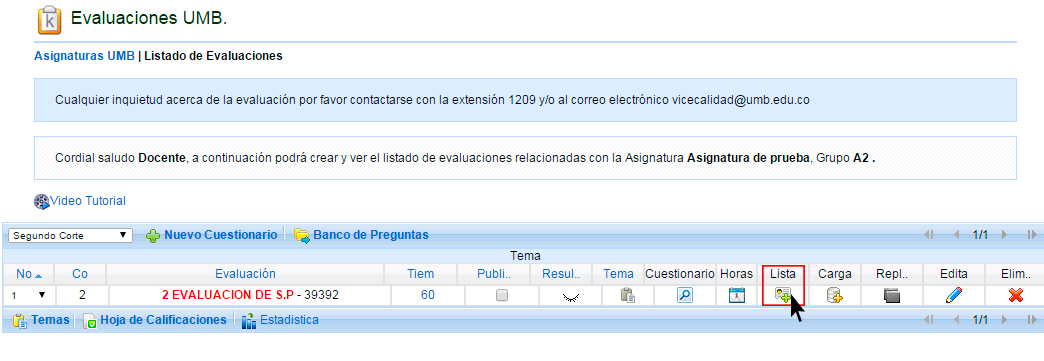 Evaluaciones UMB.
Asignaturas UMB | Listado de Evaluaciones
Cualquier inquietud acerca de la evaluación por favor contactarse con la extensión 1209 y/o al correo electrónico vicecalidad@umb.edu.co
Cordial saludo Docente, a continuación podrá crear y ver el listado de evaluaciones relacionadas con la Asignatura Asignatura de prueba, Grupo A2 .
Video Tutorial
Segundo Corte Nuevo Cuestionario Banco de Preguntas 1/1
Tema
No Co Evaluación Tiem Publi.. Resul.. Tema Cuestionario Horas Lista Carga Repl.. Edita Elim..
1 2 2 EVALUACION DE S.P - 39392 60
Temas Hoja de Calificaciones Estadistica 1/1